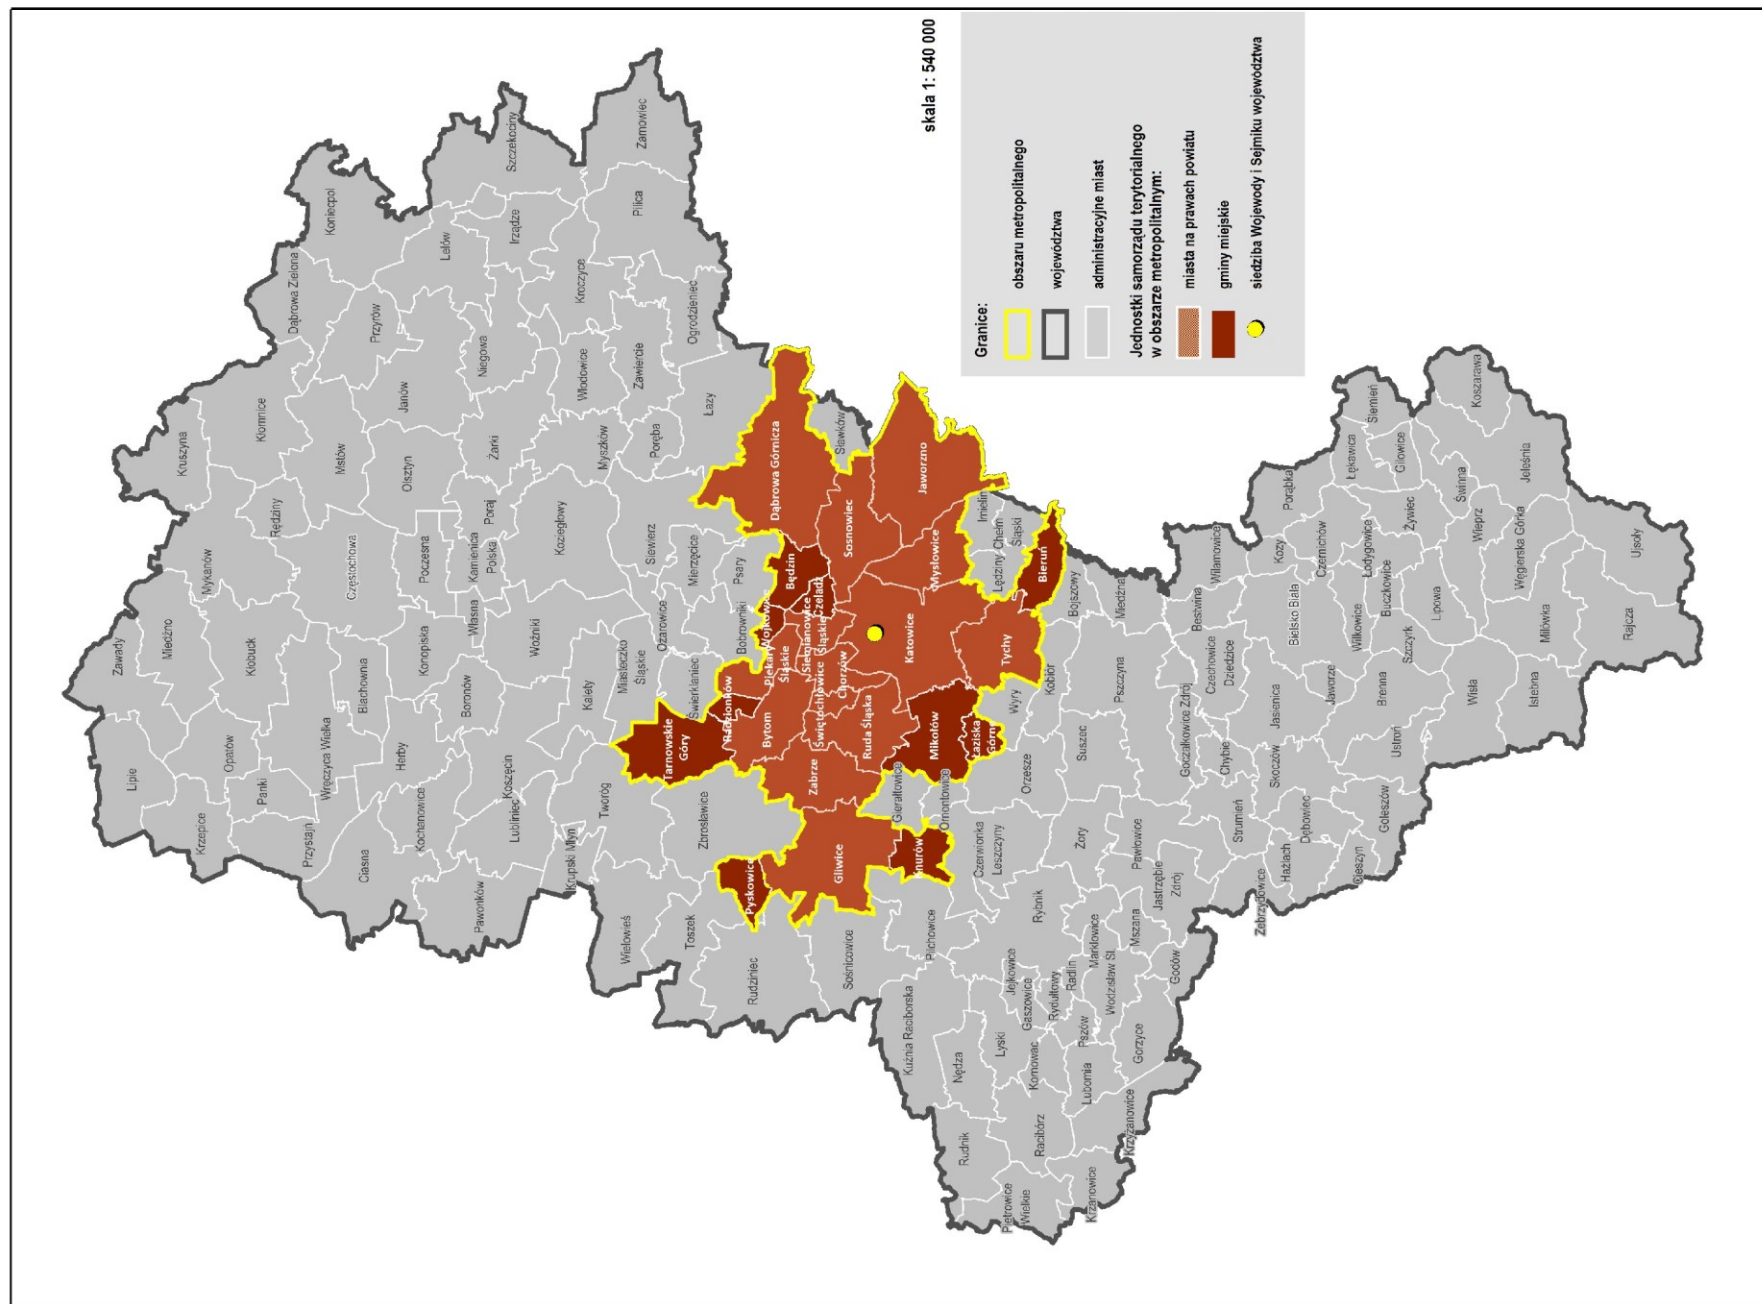 skala 1: 540 000
Granice:
obszaru metropolitalnego
województwa
administracyjne miast
Jednostki samorządu terytorialnego
w obszarze metropolitalnym:
miasta na prawach powiatu
gminy miejskie
siedziba Wojewody i Sejmiku województwa
Zawady
Lipie
Miedźno
Mykanów
Kruszyna
Krzepice
Opatów
Kłobuck
Rędziny
Kłomnice
Dąbrowa Zielona
Koniecpol
Panki
Przystajń
Wręczyca Wielka
Częstochowa
Mstów
Przyrów
Ciasna
Blachownia
Herby
Olsztyn
Janów
Lelów
Kochanowice
Konopiska
Poczesna
Kamienica
Polska
Poraj
Żarki
Niegowa
Irządze
Szczekociny
Pawonków
Lubliniec
Koszęcin
Boronów
Własna
Woźniki
Koziegłowy
Myszków
Włodowice
Kroczyce
Żarnowiec
Krupski Młyn
Tworóg
Kalety
Miasteczko
Śląskie
Ożarowice
Siewierz
Poręba
Zawiercie
Pilica
Wielowieś
Toszek
Zbrosławice
Tarnowskie
Góry
Świerklaniec
Mierzęcice
Psary
Bobrowniki
Łazy
Ogrodzieniec
Rudziniec
Pyskowice
Radzionków
Bytom
Piekary
Śląskie
Wojkowice
Będzin
Dąbrowa Górnicza
Sławków
Sośnicowice
Gliwice
Zabrze
Świętochłowice
Chorzów
Siemianowice
Śląskie
Czeladź
Sosnowiec
Jaworzno
Ruda Śląska
Katowice
Mysłowice
Kuźnia Raciborska
Pilchowice
Knurów
Gierałtowice
Ornontowice
Mikołów
Łaziska
Górne
Tychy
Lędziny
Chełm
Śląski
Imielin
Bieruń
Rudnik
Nędza
Lyski
Jejkowice
Gaszowice
Rybnik
Czerwionka
Leszczyny
Orzesze
Wyry
Kobiór
Bojszowy
Pietrowice
Wielkie
Racibórz
Kornowac
Rydułtowy
Radlin
Pszów
Marklowice
Wodzisław Śl.
Mszana
Żory
Suszec
Pszczyna
Miedźna
Krzanowice
Krzyżanowice
Lubomia
Gorzyce
Godów
Jastrzębie
Zdrój
Pawłowice
Goczałkowice Zdrój
Bestwina
Wilamowice
Strumień
Chybie
Czechowice
Dziedzice
Zebrzydowice
Hażlach
Dębowiec
Skoczów
Jasienica
Bielsko Biała
Kozy
Porąbka
Cieszyn
Goleszów
Ustroń
Brenna
Jaworze
Wilkowice
Buczkowice
Szczyrk
Czernichów
Łodygowice
Łękawica
Ślemień
Gilowice
Żywiec
Lipowa
Wisła
Istebna
Świnna
Wieprz
Koszarawa
Jeleśnia
Węgierska Górka
Milówka
Rajcza
Ujsoły